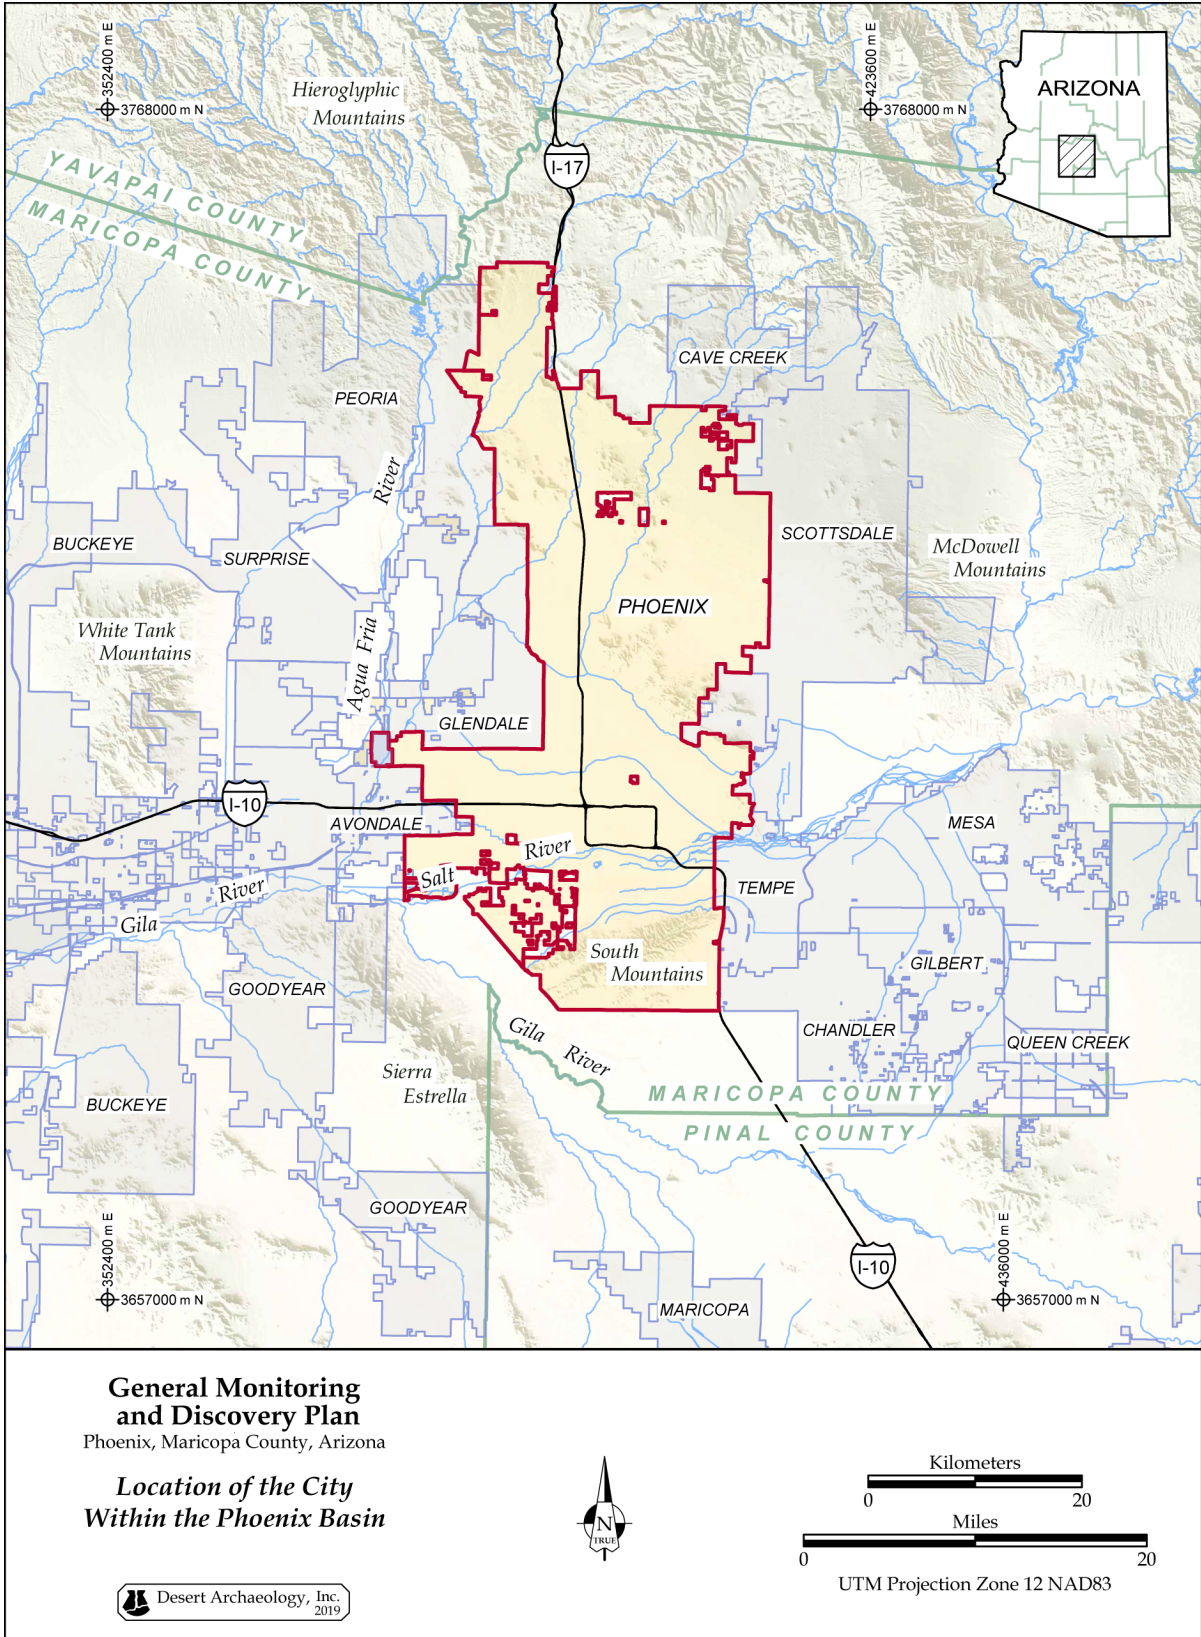 352400 m E
3768000 m N
Hieroglyphic
Mountains
423600 m E
3768000 m N
ARIZONA
I-17
YAVAPAI COUNTY
MARICOPA COUNTY
CAVE CREEK
PEORIA
River
BUCKEYE
SURPRISE
SCOTTSDALE
McDowell
Mountains
PHOENIX
White Tank
Mountains
Agua Fria
GLENDALE
I-10
AVONDALE
MESA
River
Salt
TEMPE
River
Gila
South
Mountains
GILBERT
GOODYEAR
Gila
River
CHANDLER
QUEEN CREEK
Sierra
Estrella
MARICOPA COUNTY
BUCKEYE
PINAL COUNTY
GOODYEAR
352400 m E
3657000 m N
I-10
436000 m E
3657000 m N
MARICOPA
General Monitoring
and Discovery Plan
Phoenix, Maricopa County, Arizona
Location of the City
Within the Phoenix Basin
Desert Archaeology, Inc.
2019
N
TRUE
Kilometers
0 20
Miles
0 20
UTM Projection Zone 12 NAD83